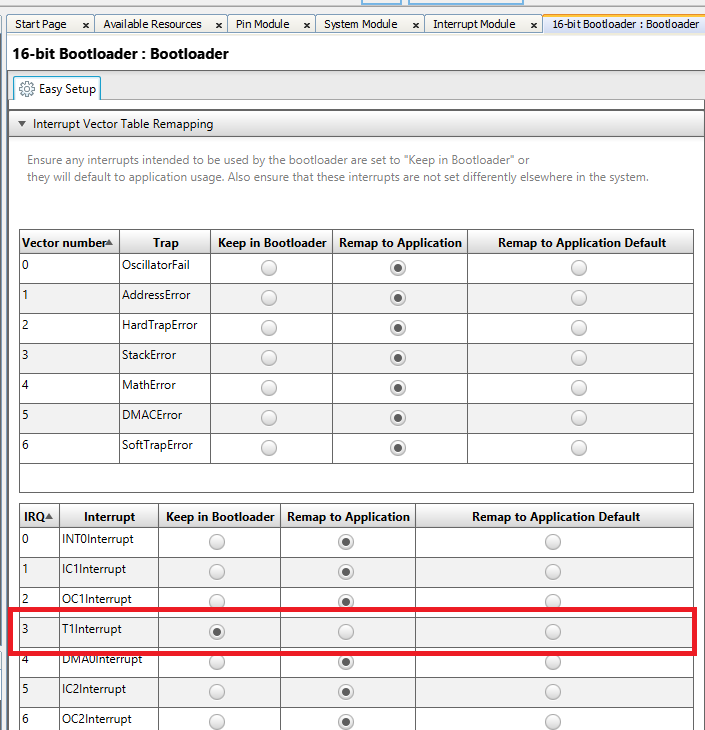 Start Page x Available Resources x Pin Module x System Module x Interrupt Module x 16-bit Bootloader : Bootloader
16-bit Bootloader : Bootloader
Easy Setup
Interrupt Vector Table Remapping
Ensure any interrupts intended to be used by the bootloader are set to "Keep in Bootloader" or
they will default to application usage. Also ensure that these interrupts are not set differently elsewhere in the system.
Vector number Trap Keep in Bootloader Remap to Application Remap to Application Default
0 OscillatorFail
1 AddressError
2 HardTrapError
3 StackError
4 MathError
5 DMACError
6 SoftTrapError
IRQ Interrupt Keep in Bootloader Remap to Application Remap to Application Default
0 INT0Interrupt
1 IC1Interrupt
2 OC1Interrupt
3 T1Interrupt
4 DMA0Interrupt
5 IC2Interrupt
6 OC2Interrupt